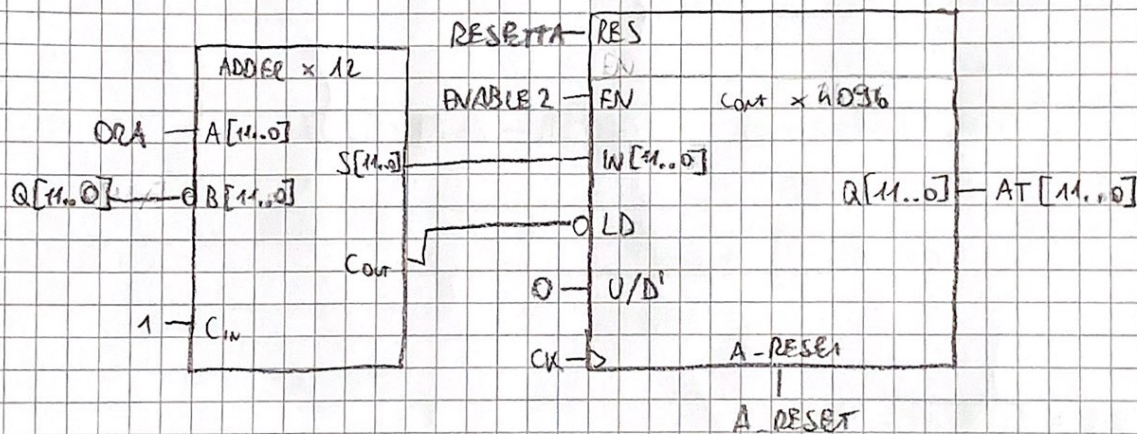 RESETTA
RES
EN
ADDER × 12
ENABLE 2
EN
Cont × 4096
ORA
A[11..0]
S[11..0]
IN[11..0]
Q[11..0]
B[11..0]
Q[11..0]
AT[11..0]
LD
Cout
0
U/D'
1
CIN
CK
A_RESET
A_RESET